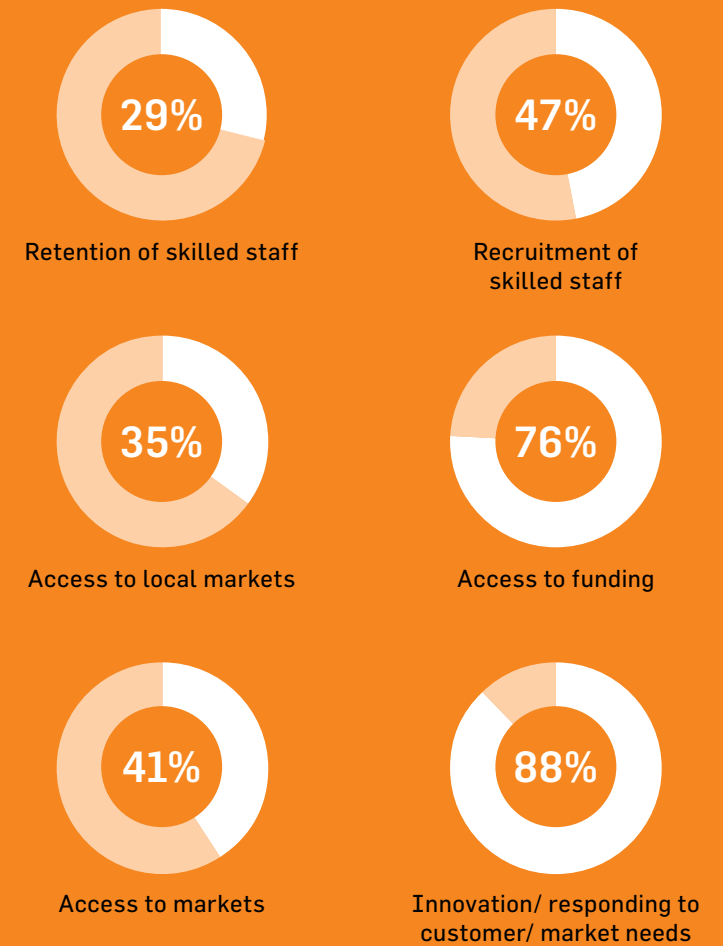 29%
Retention of skilled staff
47%
Recruitment of
skilled staff
35%
Access to local markets
76%
Access to funding
41%
Access to markets
88%
Innovation/ responding to
customer/ market needs